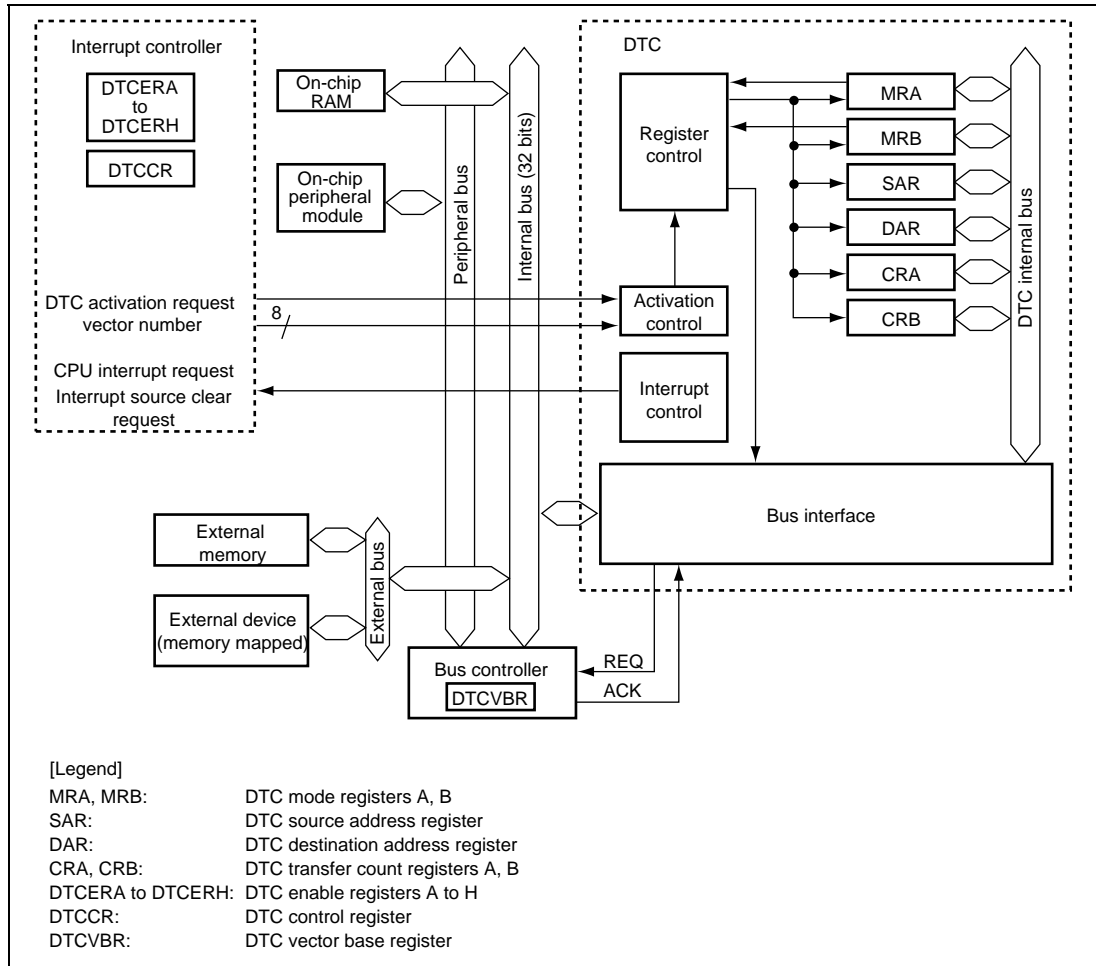 Interrupt controller
DTCERA
to
DTCERH
DTCCR
DTC activation request
vector number
8
CPU interrupt request
Interrupt source clear
request
On-chip
RAM
On-chip
peripheral
module
Peripheral bus
Internal bus (32 bits)
External
memory
External device
(memory mapped)
External bus
Bus controller
DTCVBR
REQ
ACK
DTC
Register
control
Activation
control
Interrupt
control
MRA
MRB
SAR
DAR
CRA
CRB
DTC internal bus
Bus interface
[Legend]
MRA, MRB: DTC mode registers A, B
SAR: DTC source address register
DAR: DTC destination address register
CRA, CRB: DTC transfer count registers A, B
DTCERA to DTCERH: DTC enable registers A to H
DTCCR: DTC control register
DTCVBR: DTC vector base register